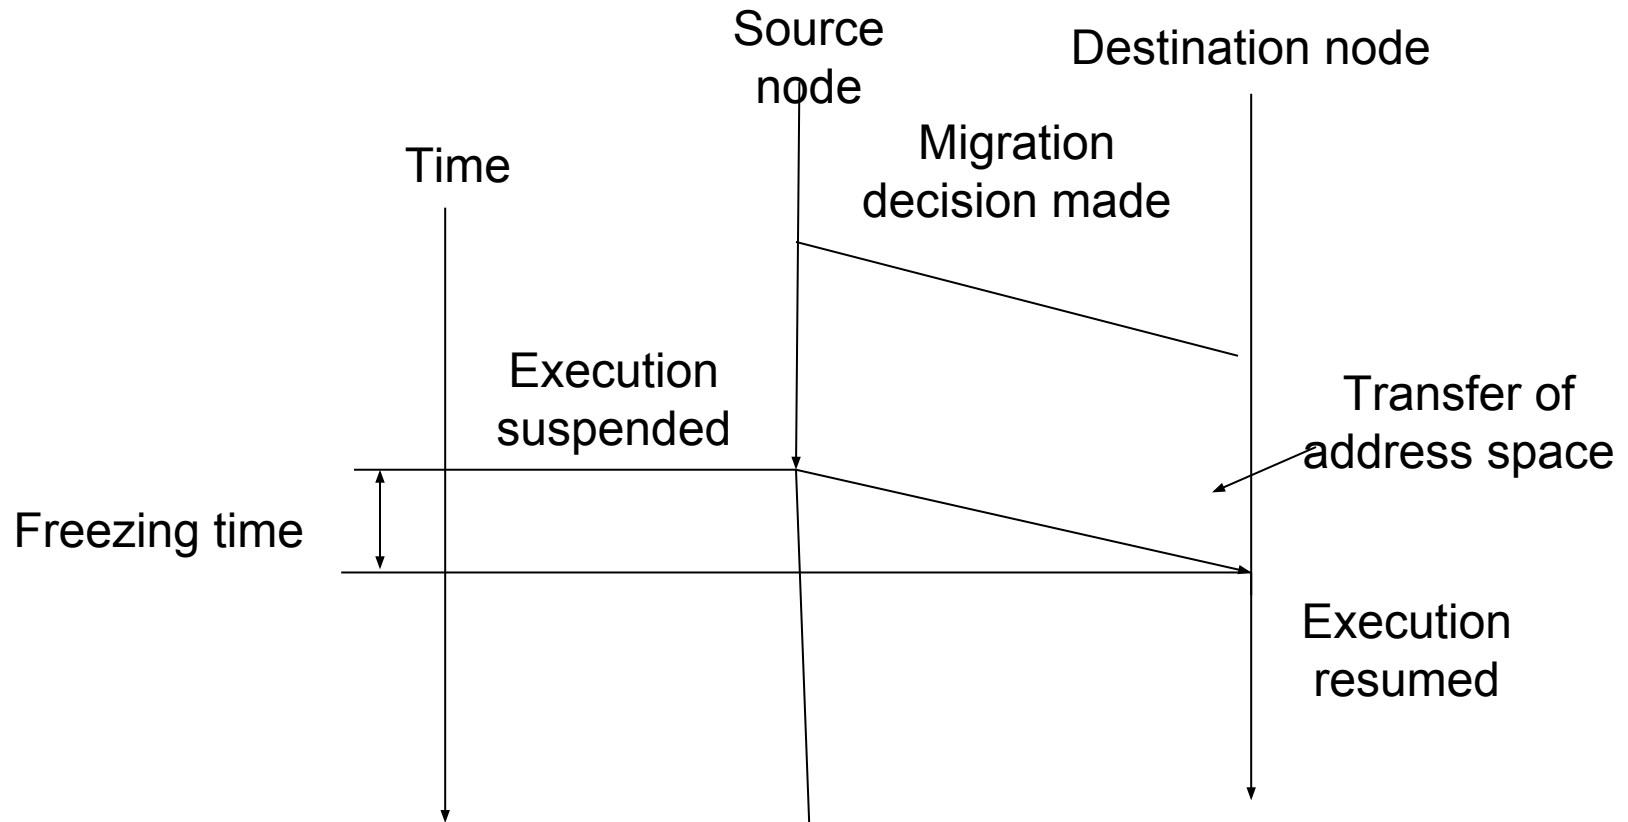 Source
node
Destination node
Migration
decision made
Time
Execution
suspended
Transfer of
address space
Freezing time
Execution
resumed